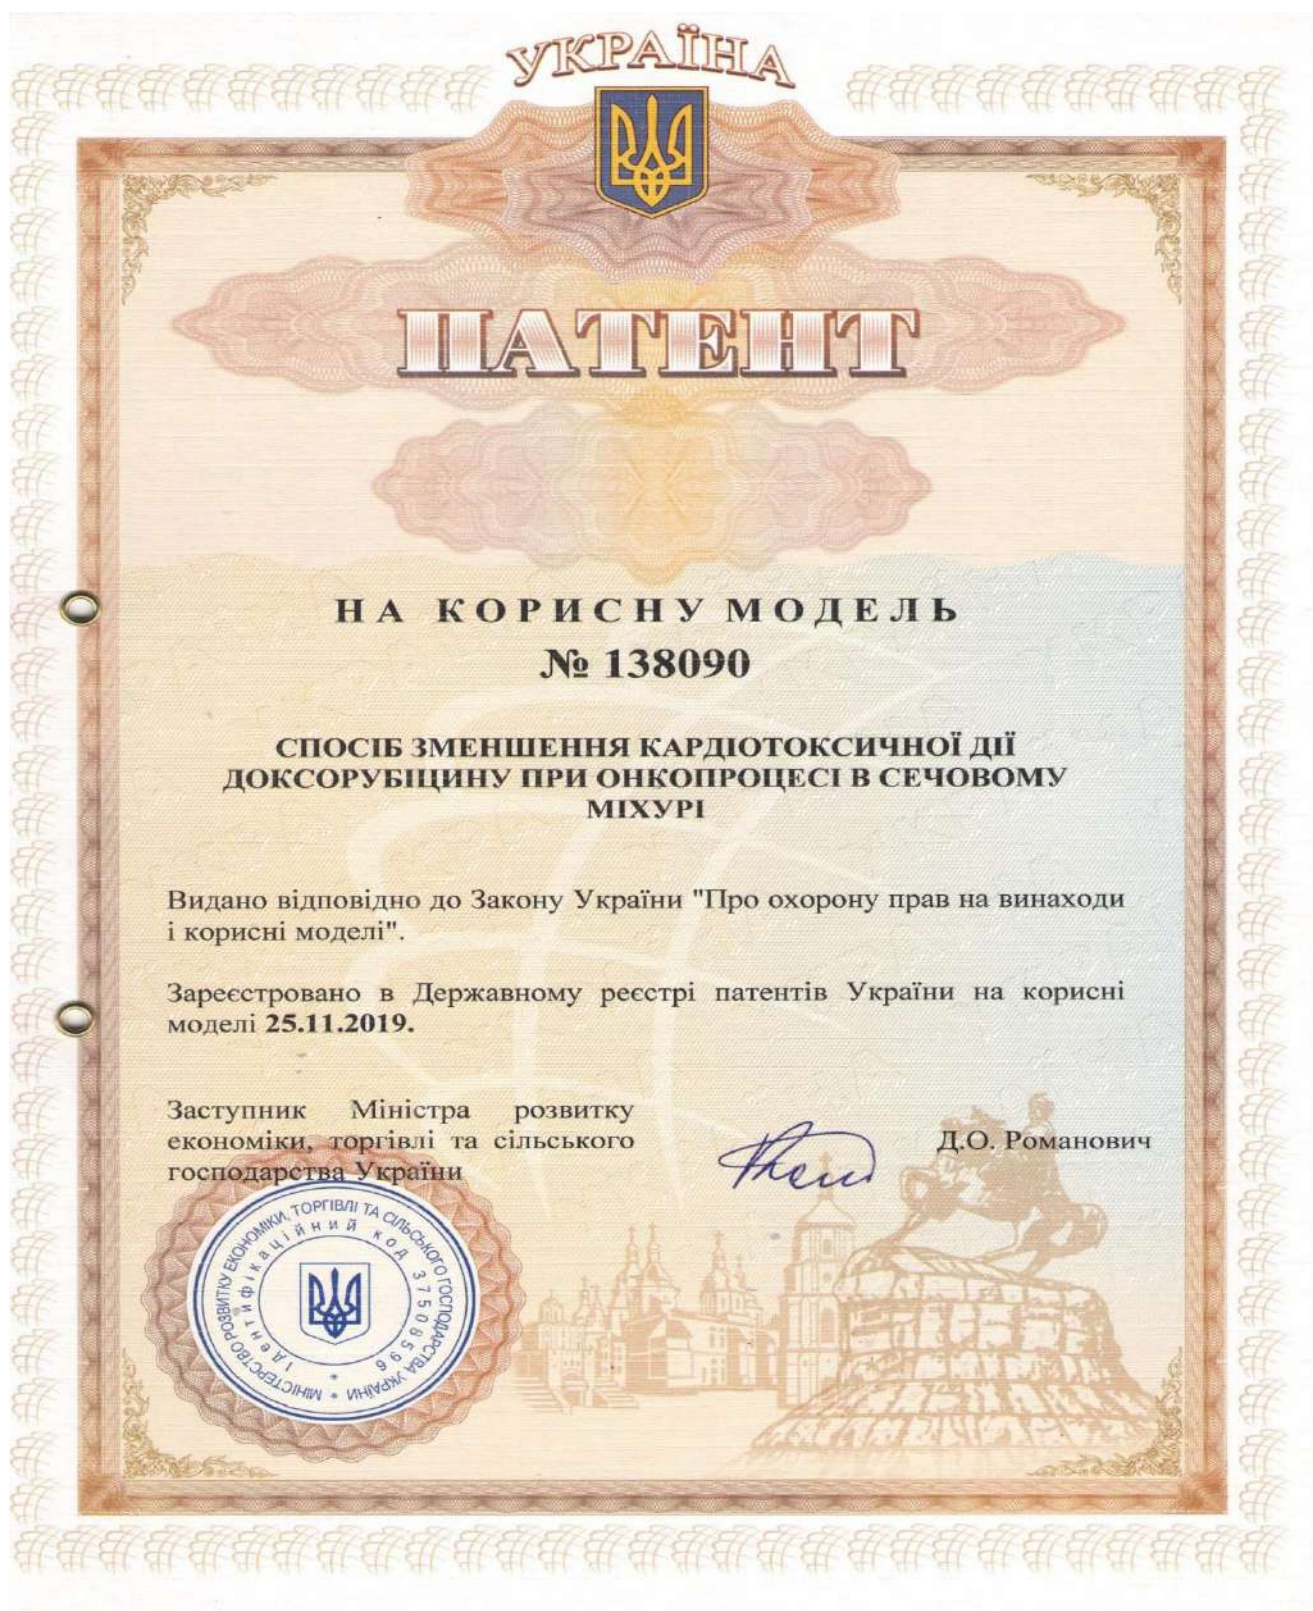 УКРАЇНА
ПАТЕНТ
НА КОРИСНУ МОДЕЛЬ
№ 138090
СПОСІБ ЗМЕНШЕННЯ КАРДІОТОКСИЧНОЇ ДІЇ
ДОКСОРУБІЦИНУ ПРИ ОНКОПРОЦЕСІ В СЕЧОВОМУ
МІХУРІ
Видано відповідно до Закону України "Про охорону прав на винаходи
і корисні моделі".
Зареєстровано в Державному реєстрі патентів України на корисні
моделі 25.11.2019.
Заступник Міністра розвитку
економіки, торгівлі та сільського
господарства України
Д.О. Романович
МІНІСТЕРСТВО РОЗВИТКУ ЕКОНОМІКИ, ТОРГІВЛІ ТА СІЛЬСЬКОГО ГОСПОДАРСТВА УКРАЇНИ *
Ідентифікаційний код 37508596 *